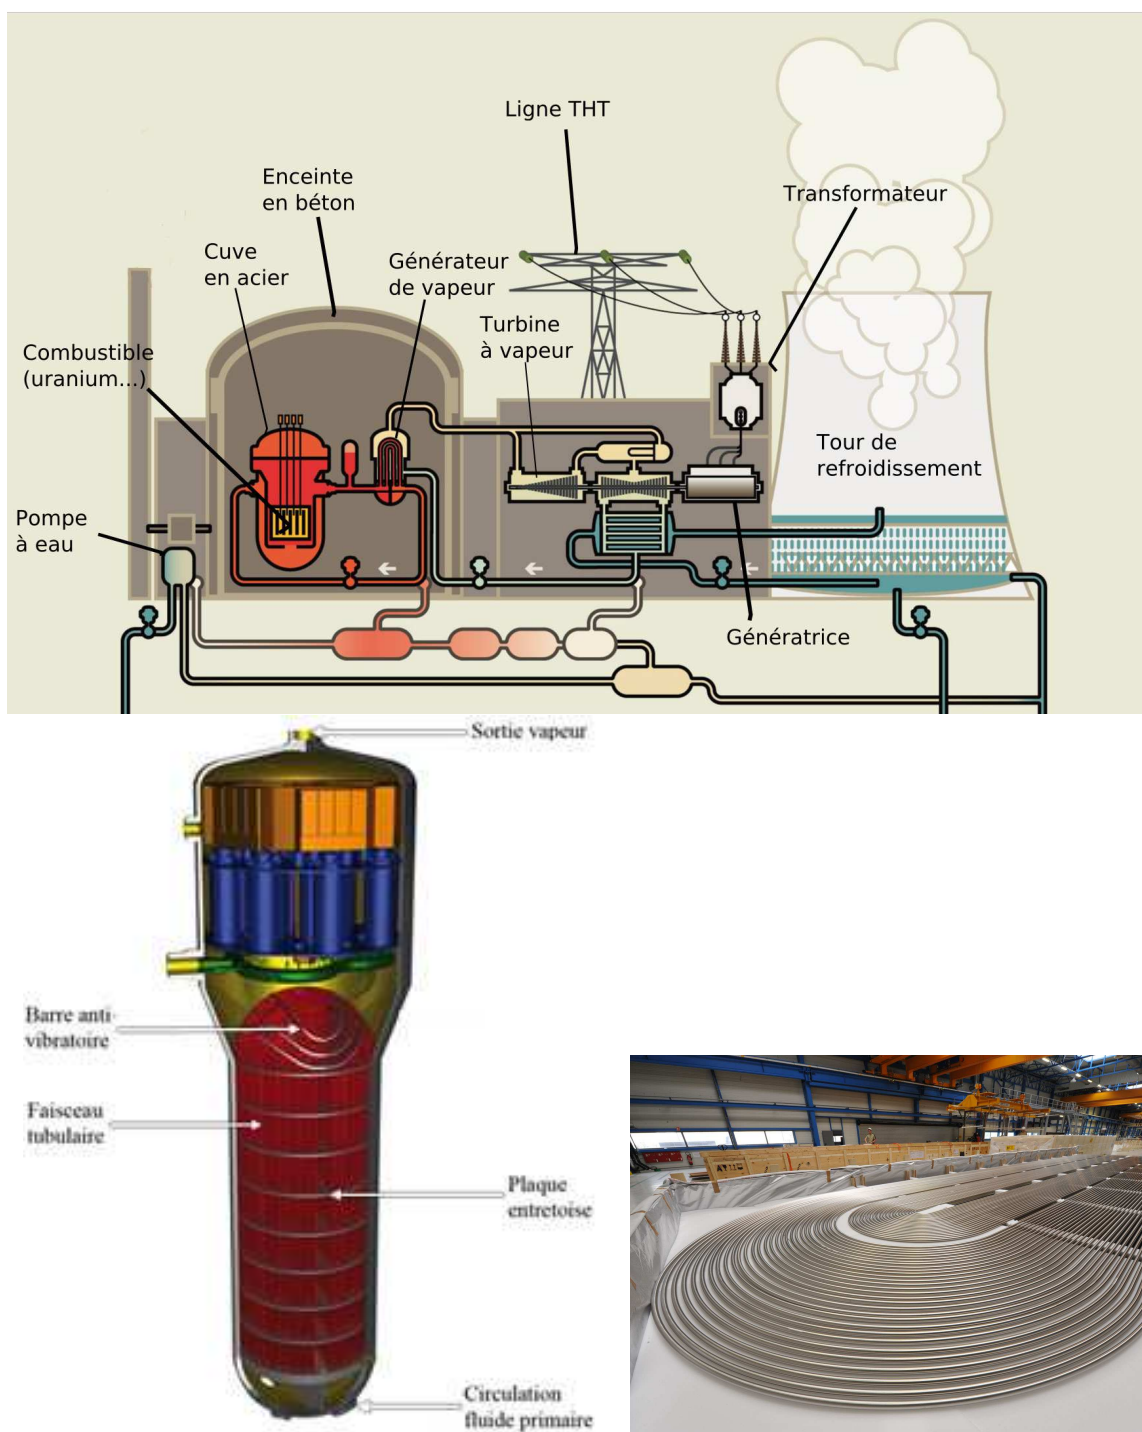 Ligne THT
Enceinte
en béton
Transformateur
Cuve
en acier
Générateur
de vapeur
Turbine
à vapeur
Combustible
(uranium...)
Tour de
refroidissement
Pompe
à eau
Génératrice
Sortie vapeur
Barre anti-
vibratoire
Faisceau
tubulaire
Plaque
entretoise
Circulation
fluide primaire